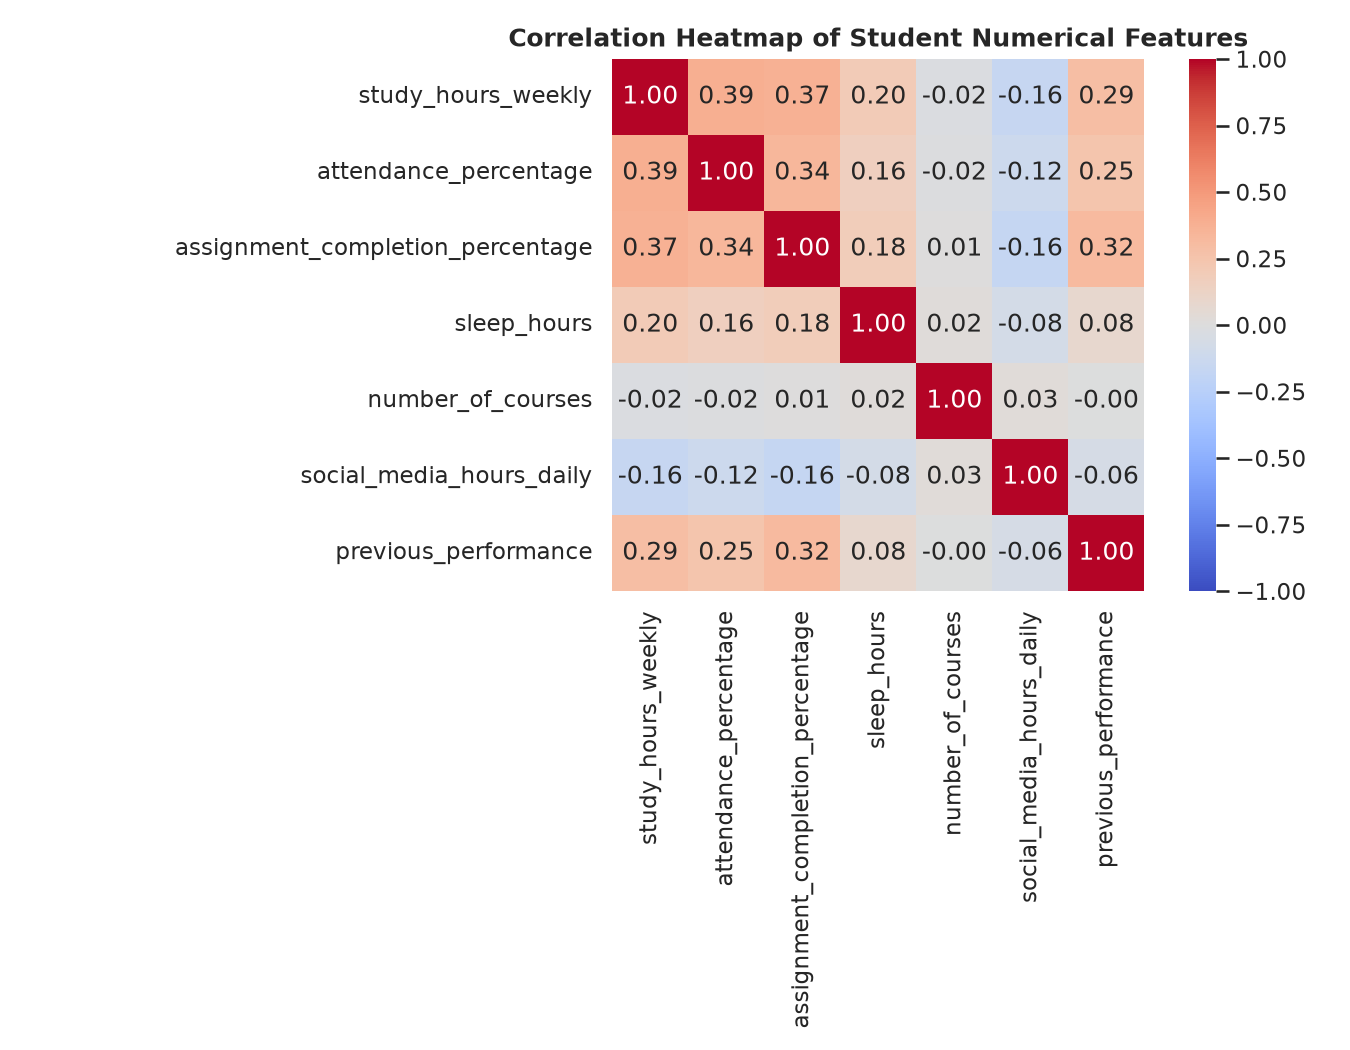 Correlation Heatmap of Student Numerical Features
study_hours_weekly 1.00 0.39 0.37 0.20 -0.02 -0.16 0.29
attendance_percentage 0.39 1.00 0.34 0.16 -0.02 -0.12 0.25
assignment_completion_percentage 0.37 0.34 1.00 0.18 0.01 -0.16 0.32
sleep_hours 0.20 0.16 0.18 1.00 0.02 -0.08 0.08
number_of_courses -0.02 -0.02 0.01 0.02 1.00 0.03 -0.00
social_media_hours_daily -0.16 -0.12 -0.16 -0.08 0.03 1.00 -0.06
previous_performance 0.29 0.25 0.32 0.08 -0.00 -0.06 1.00
study_hours_weekly
attendance_percentage
assignment_completion_percentage
sleep_hours
number_of_courses
social_media_hours_daily
previous_performance
1.00
0.75
0.50
0.25
0.00
−0.25
−0.50
−0.75
−1.00